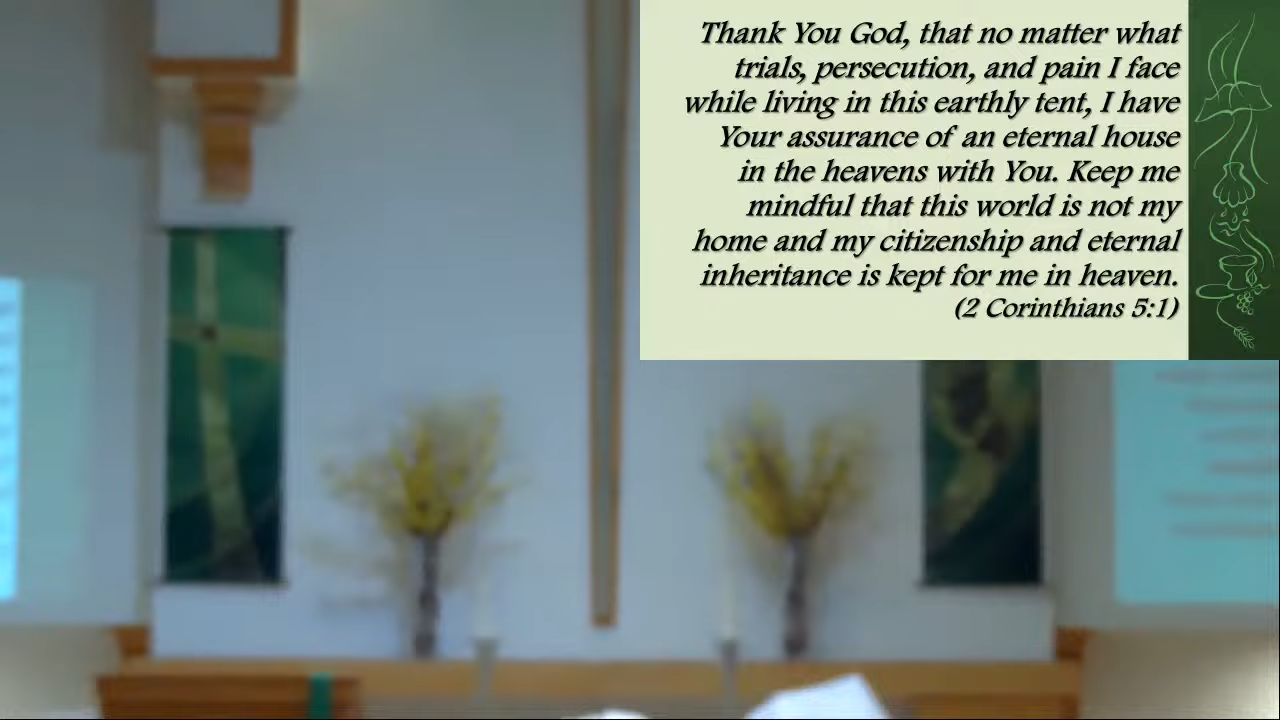 Thank You God, that no matter what
trials, persecution, and pain I face
while living in this earthly tent, I have
Your assurance of an eternal house
in the heavens with You. Keep me
mindful that this world is not my
home and my citizenship and eternal
inheritance is kept for me in heaven.
(2 Corinthians 5:1)